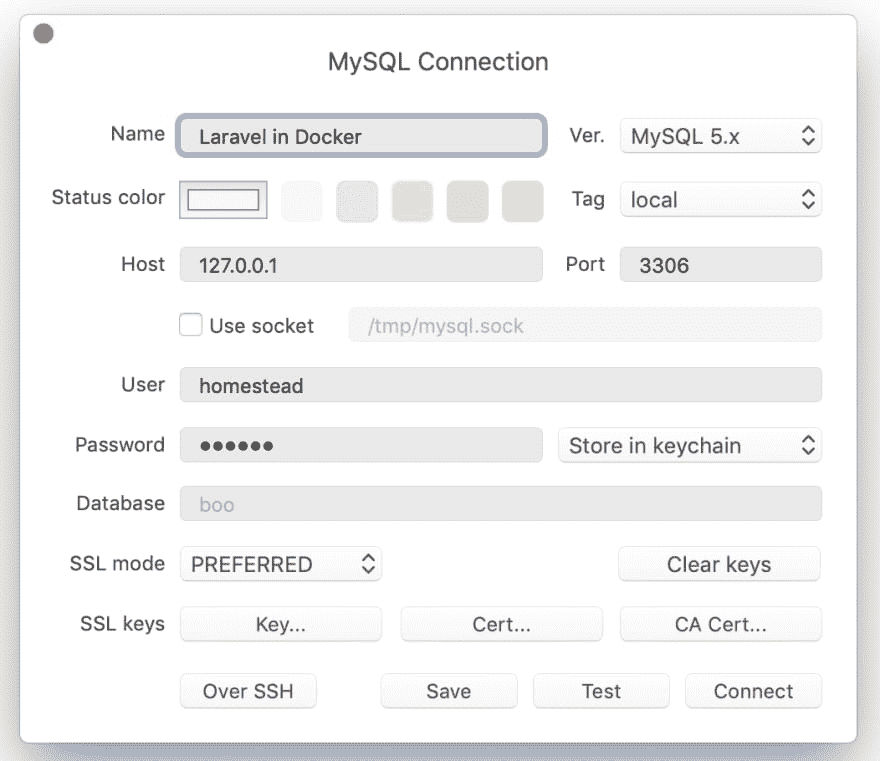 MySQL Connection
Name Laravel in Docker Ver. MySQL 5.x
Status color Tag local
Host 127.0.0.1 Port 3306
Use socket /tmp/mysql.sock
User homestead
Password ●●●●●● Store in keychain
Database boo
SSL mode PREFERRED Clear keys
SSL keys Key... Cert... CA Cert...
Over SSH Save Test Connect